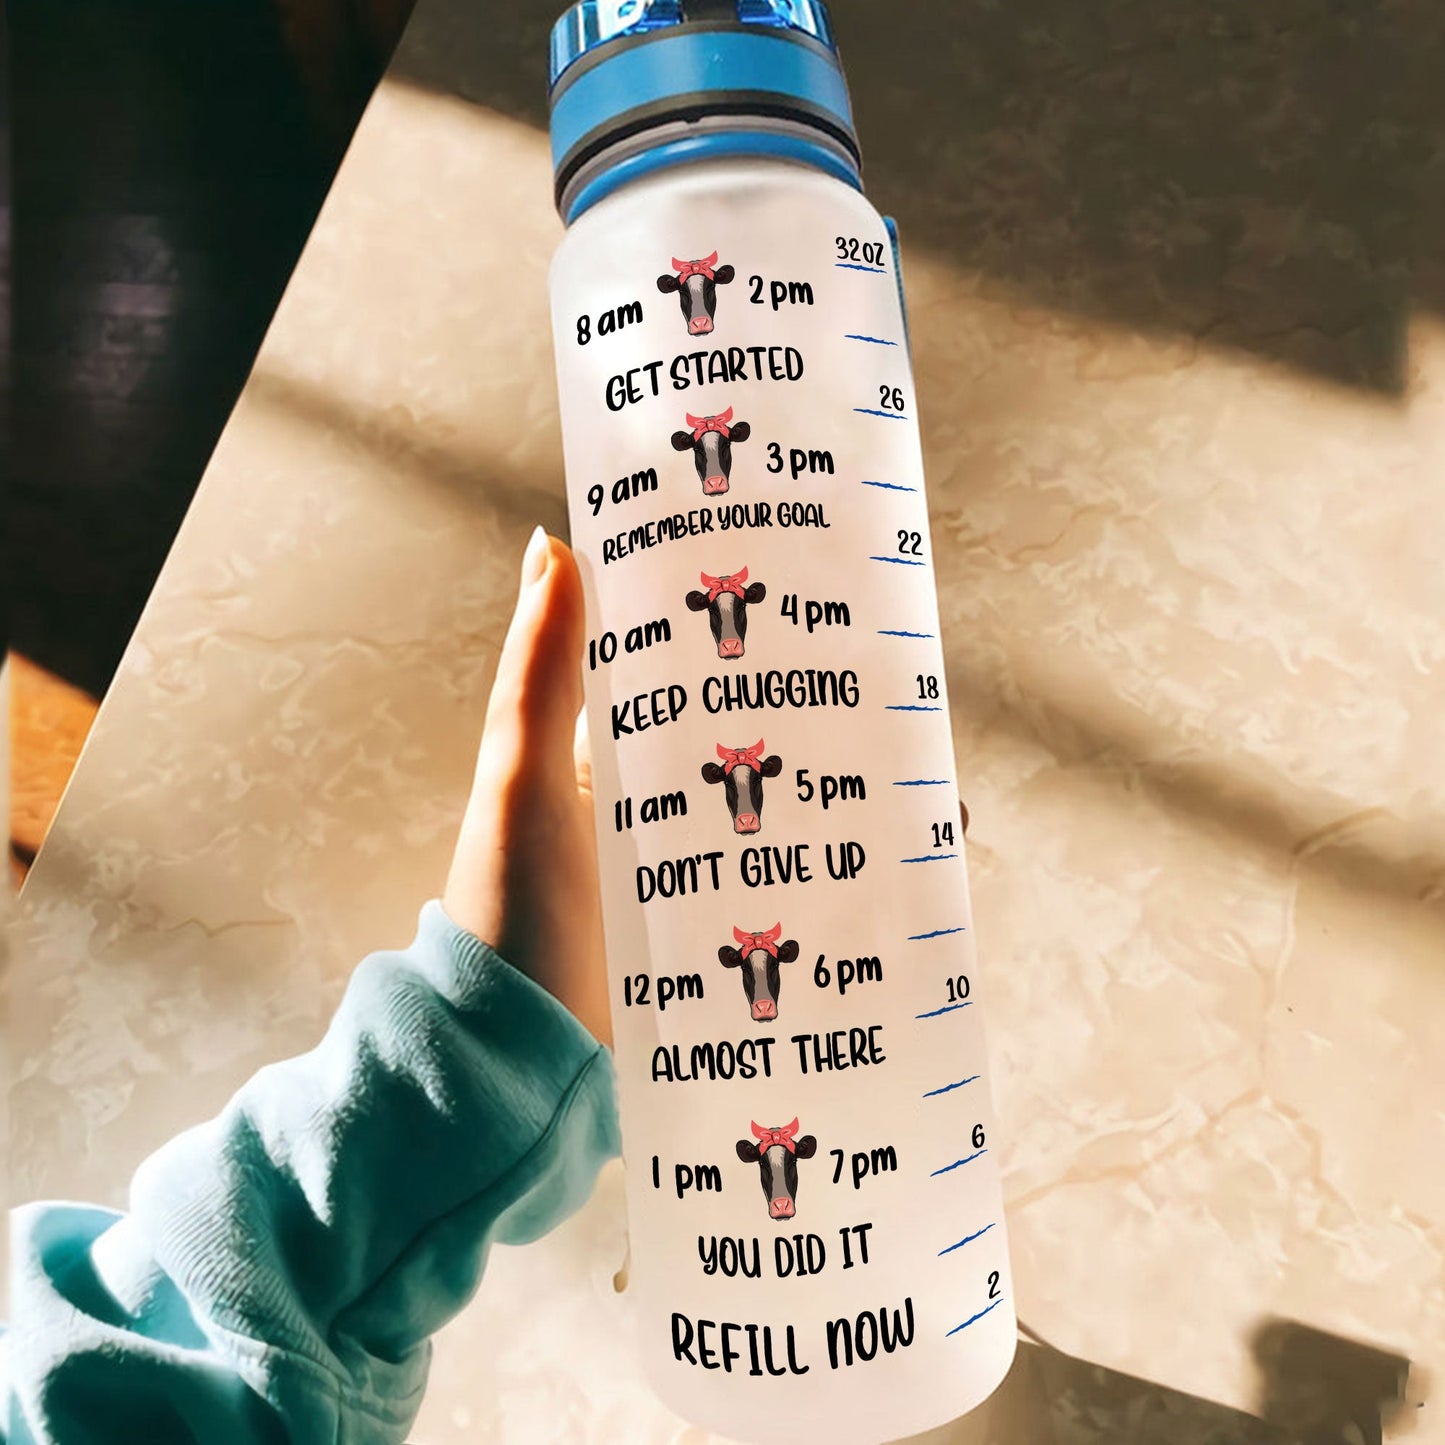 32oz
8 am 2 pm
GET STARTED
26
9 am 3 pm
REMEMBER YOUR GOAL
22
10 am 4 pm
KEEP CHUGGING
18
11 am 5 pm
DON'T GIVE UP
14
12 pm 6 pm
ALMOST THERE
10
1 pm 7 pm
6
YOU DID IT
2
REFILL NOW